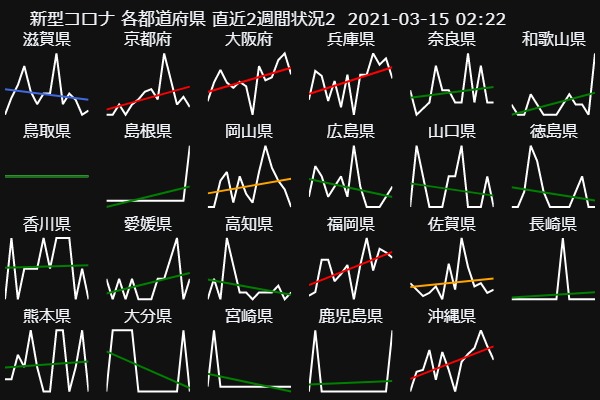 新型コロナ 各都道府県 直近2週間状況2 2021-03-15 02:22
滋賀県 京都府 大阪府 兵庫県 奈良県 和歌山県
鳥取県 島根県 岡山県 広島県 山口県 徳島県
香川県 愛媛県 高知県 福岡県 佐賀県 長崎県
熊本県 大分県 宮崎県 鹿児島県 沖縄県